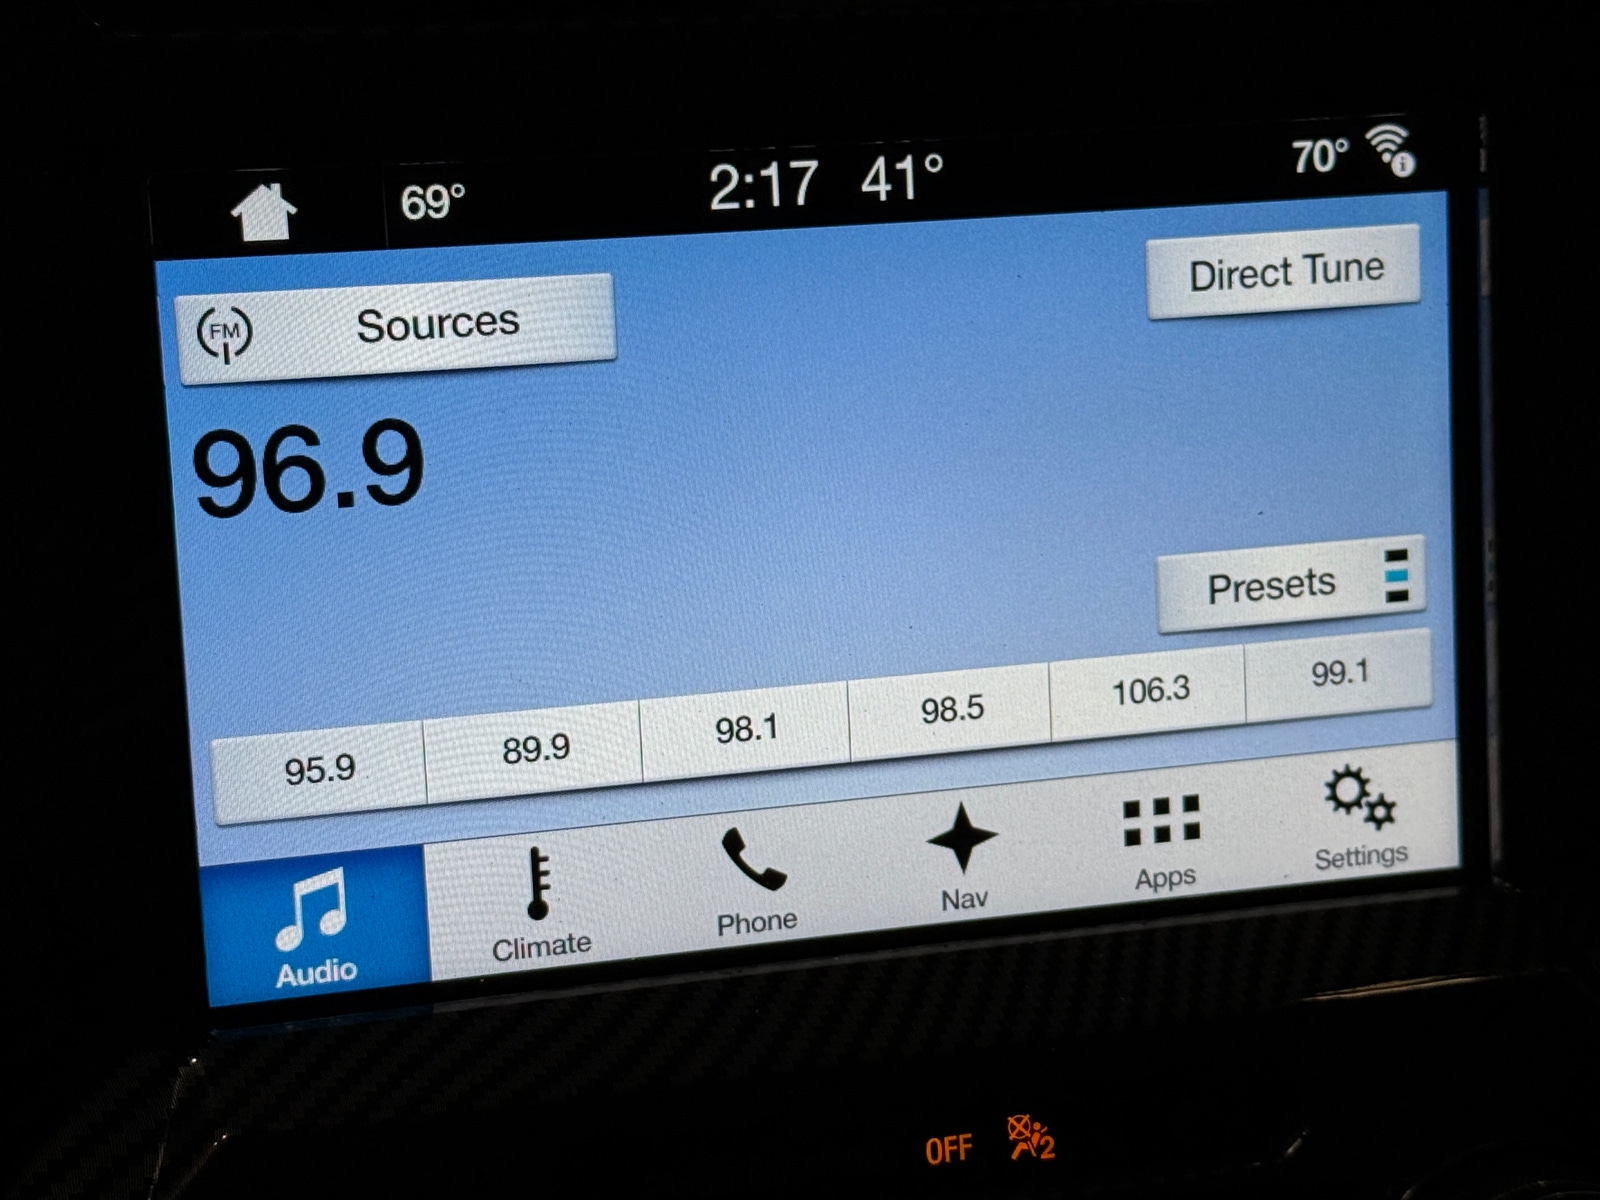 69° 2:17 41° 70°
FM Sources Direct Tune
96.9
Presets
95.9 89.9 98.1 98.5 106.3 99.1
Audio Climate Phone Nav Apps Settings
OFF 2